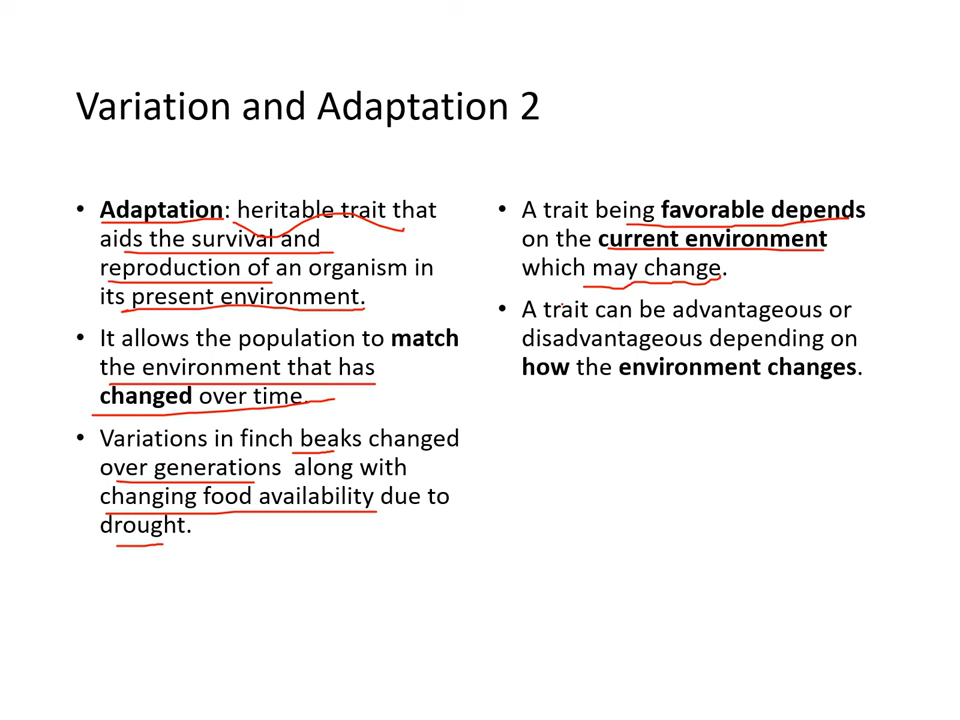 Variation and Adaptation 2
• Adaptation: heritable trait that
aids the survival and
reproduction of an organism in
its present environment.
• It allows the population to match
the environment that has
changed over time.
• Variations in finch beaks changed
over generations along with
changing food availability due to
drought.
• A trait being favorable depends
on the current environment
which may change.
• A trait can be advantageous or
disadvantageous depending on
how the environment changes.